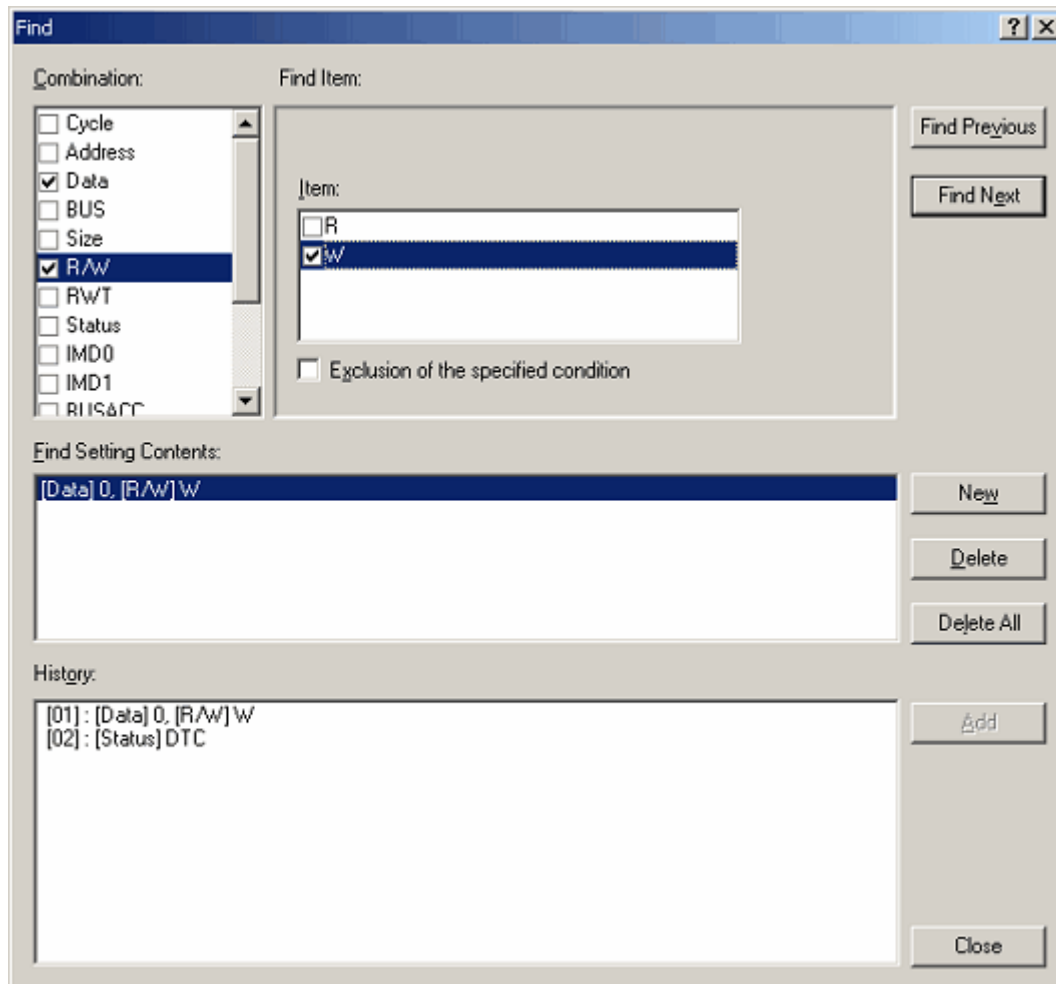 Find
Combination:
Find Item:
Cycle
Address
Data
BUS
Size
R/W
RWT
Status
IMD0
IMD1
BUSACC
Item:
R
W
Exclusion of the specified condition
Find Previous
Find Next
Find Setting Contents:
[Data] 0, [R/W] W
New
Delete
Delete All
History:
[01] : [Data] 0, [R/W] W
[02] : [Status] DTC
Add
Close